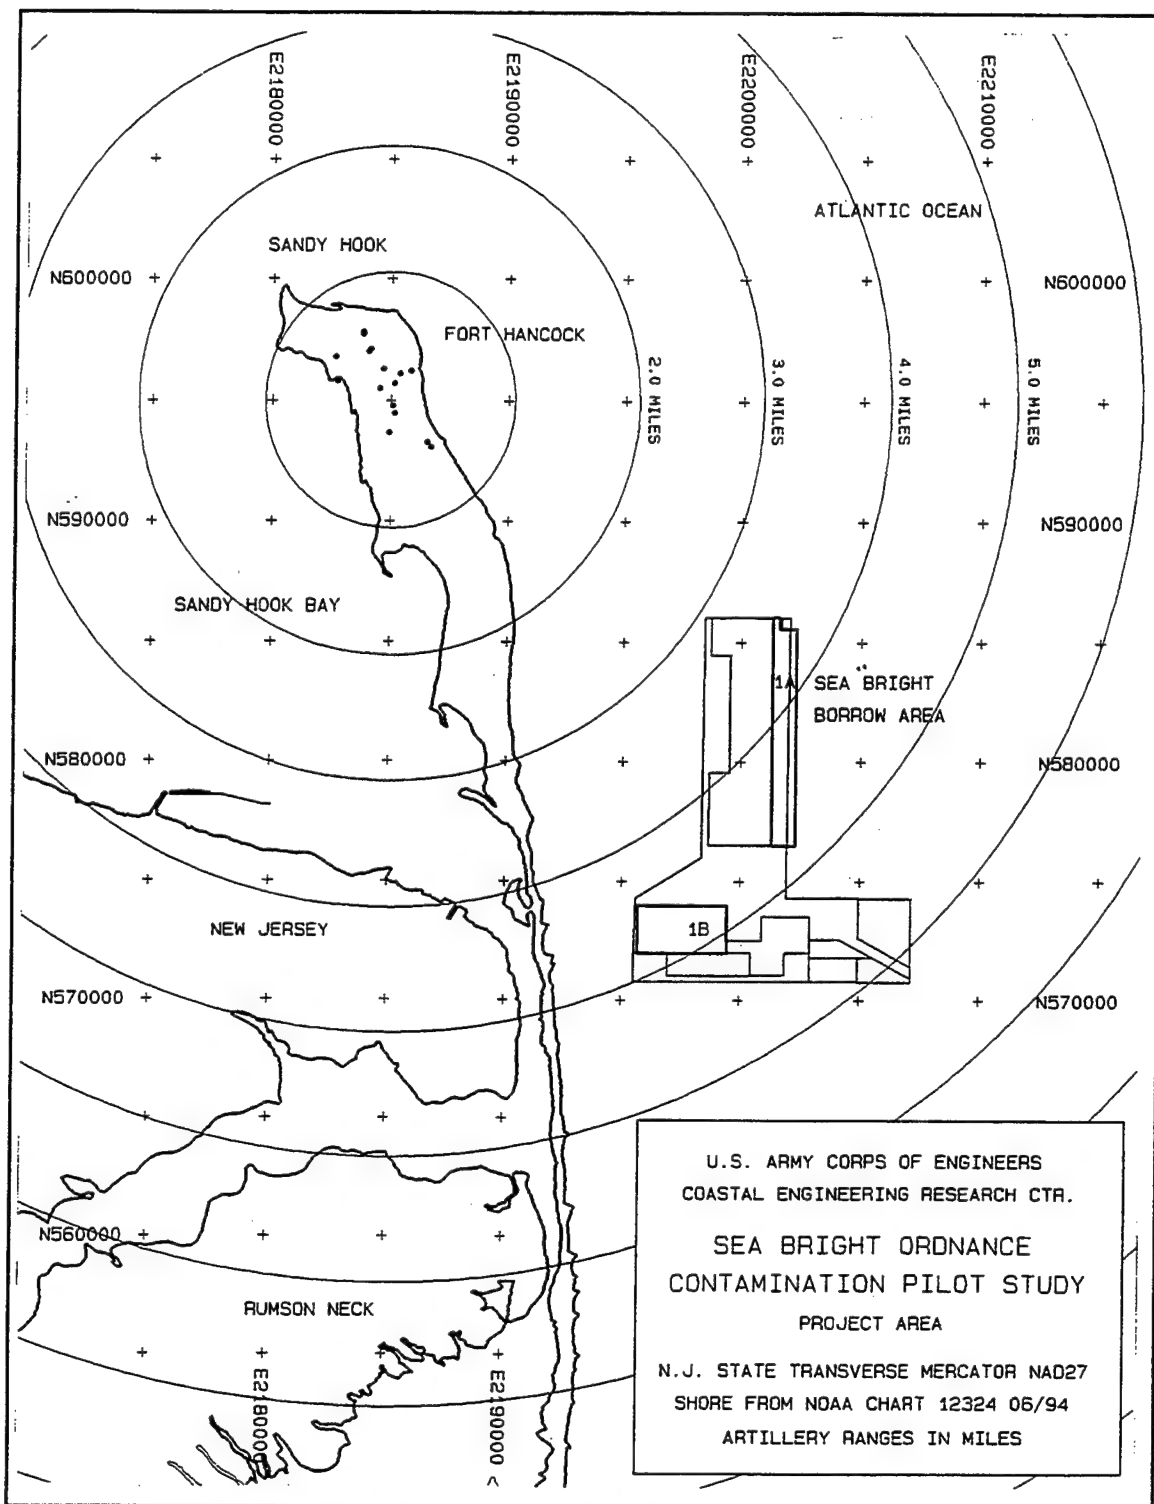 E2180000
E2190000
E2200000
E2210000
ATLANTIC OCEAN
SANDY HOOK
N600000
N600000
FORT HANCOCK
2.0 MILES
3.0 MILES
4.0 MILES
5.0 MILES
N590000
N590000
SANDY HOOK BAY
1A
SEA BRIGHT
BORROW AREA
N580000
N580000
NEW JERSEY
1B
N570000
N570000
U.S. ARMY CORPS OF ENGINEERS
COASTAL ENGINEERING RESEARCH CTR.
SEA BRIGHT ORDNANCE
CONTAMINATION PILOT STUDY
PROJECT AREA
N.J. STATE TRANSVERSE MERCATOR NAD27
SHORE FROM NOAA CHART 12324 06/94
ARTILLERY RANGES IN MILES
N560000
RUMSON NECK
E2180000
E2190000